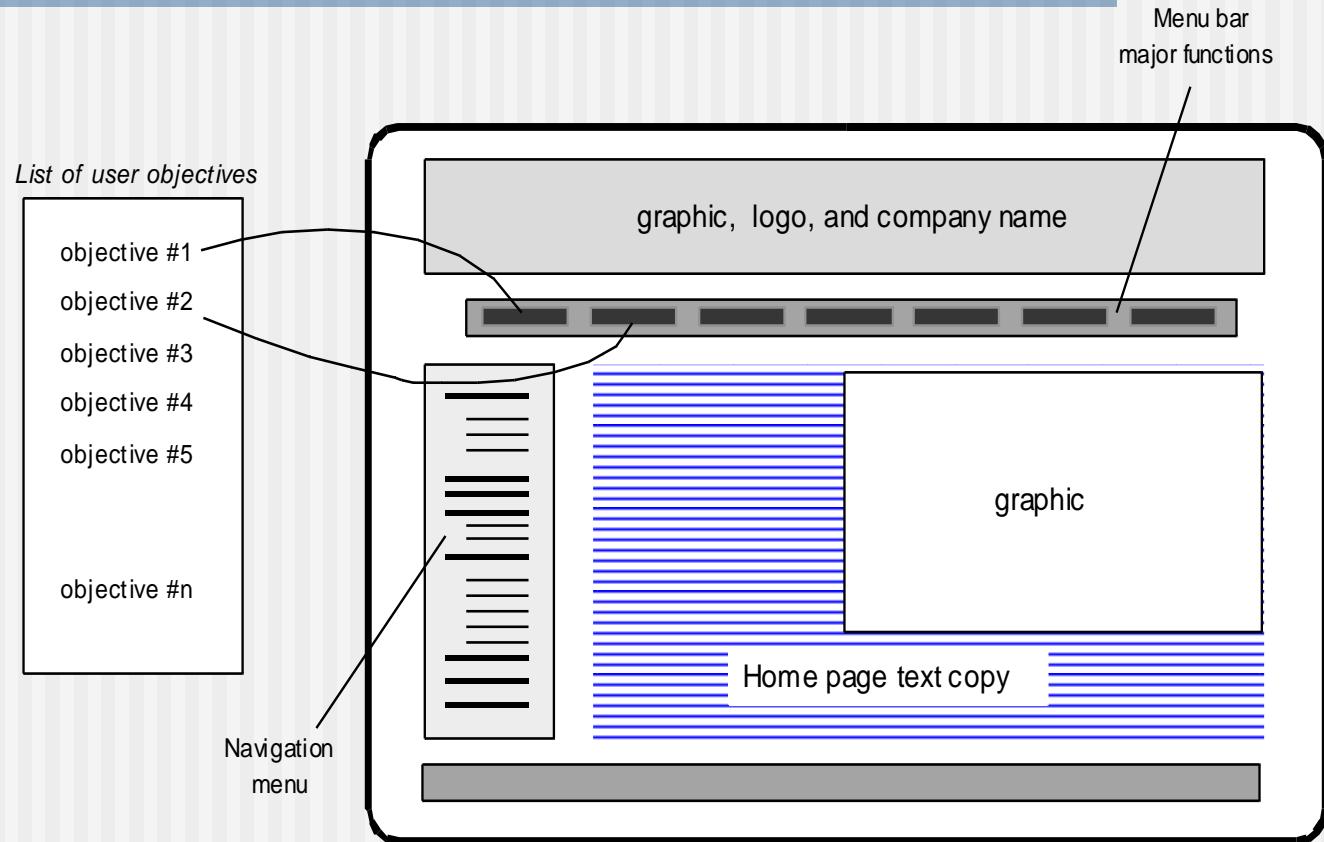 Menu bar
major functions
List of user objectives
graphic, logo, and company name
objective #1
objective #2
objective #3
objective #4
objective #5
objective #n
graphic
Home page text copy
Navigation
menu